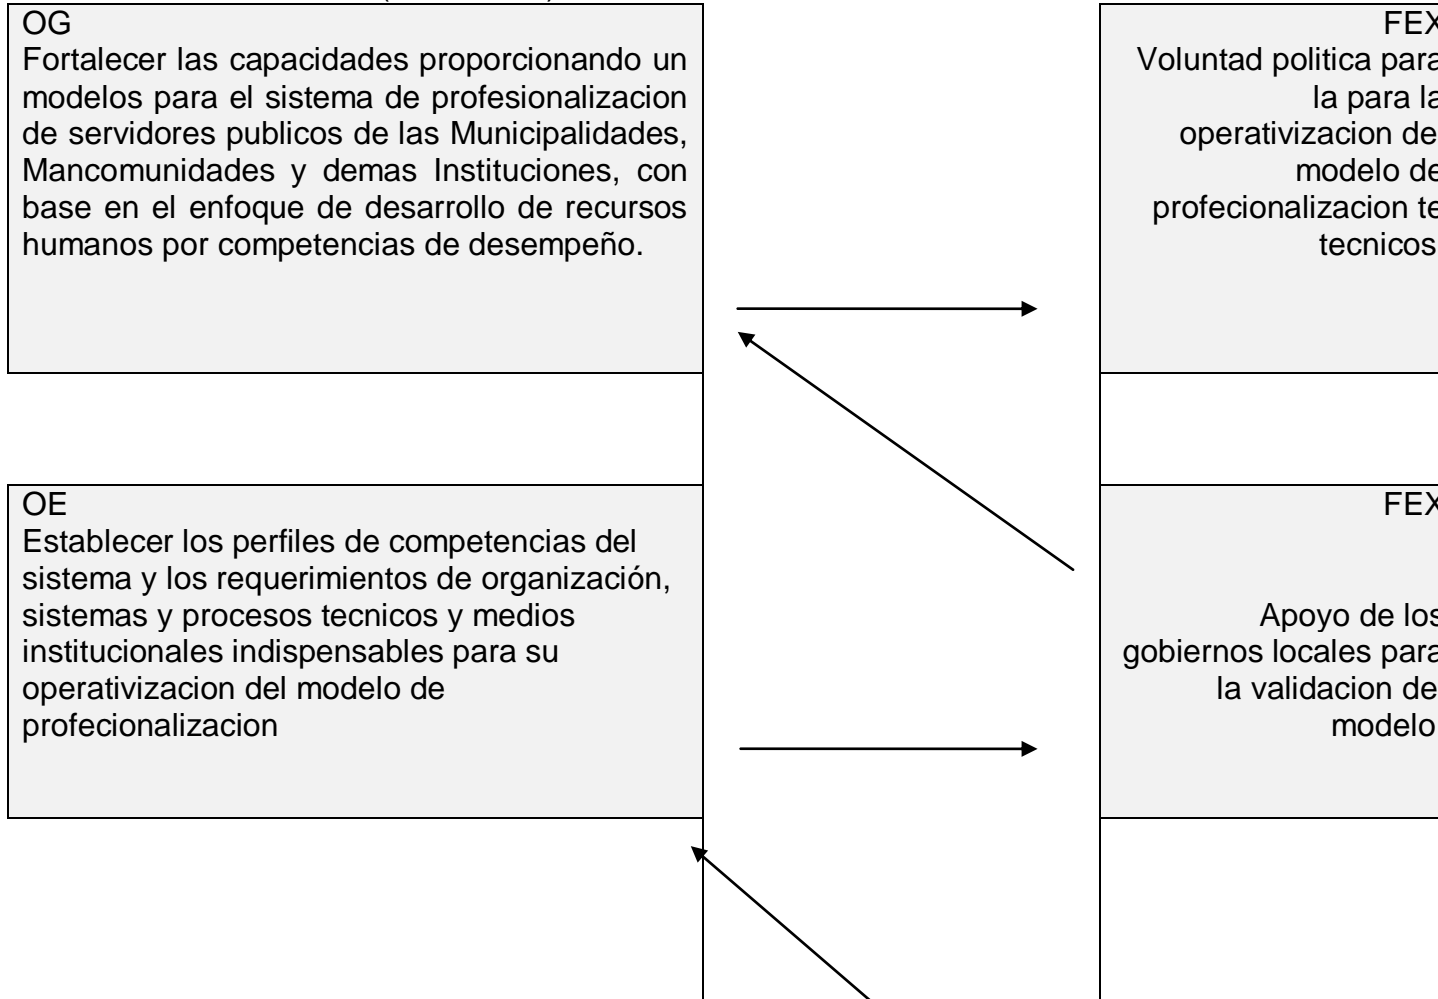 OG
Fortalecer las capacidades proporcionando un
modelos para el sistema de profesionalizacion
de servidores publicos de las Municipalidades,
Mancomunidades y demas Instituciones, con
base en el enfoque de desarrollo de recursos
humanos por competencias de desempeño.
FEX
Voluntad politica para
la para la
operativizacion de
modelo de
profecionalizacion te
tecnicos
OE
Establecer los perfiles de competencias del
sistema y los requerimientos de organización,
sistemas y procesos tecnicos y medios
institucionales indispensables para su
operativizacion del modelo de
profecionalizacion
FEX
Apoyo de los
gobiernos locales para
la validacion de
modelo